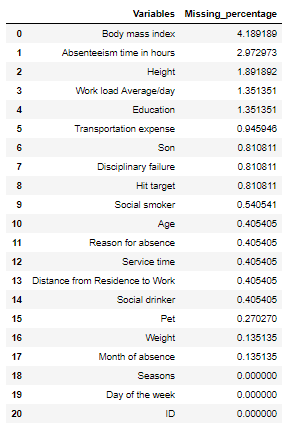 Variables Missing_percentage
0 Body mass index 4.189189
1 Absenteeism time in hours 2.972973
2 Height 1.891892
3 Work load Average/day 1.351351
4 Education 1.351351
5 Transportation expense 0.945946
6 Son 0.810811
7 Disciplinary failure 0.810811
8 Hit target 0.810811
9 Social smoker 0.540541
10 Age 0.405405
11 Reason for absence 0.405405
12 Service time 0.405405
13 Distance from Residence to Work 0.405405
14 Social drinker 0.405405
15 Pet 0.270270
16 Weight 0.135135
17 Month of absence 0.135135
18 Seasons 0.000000
19 Day of the week 0.000000
20 ID 0.000000